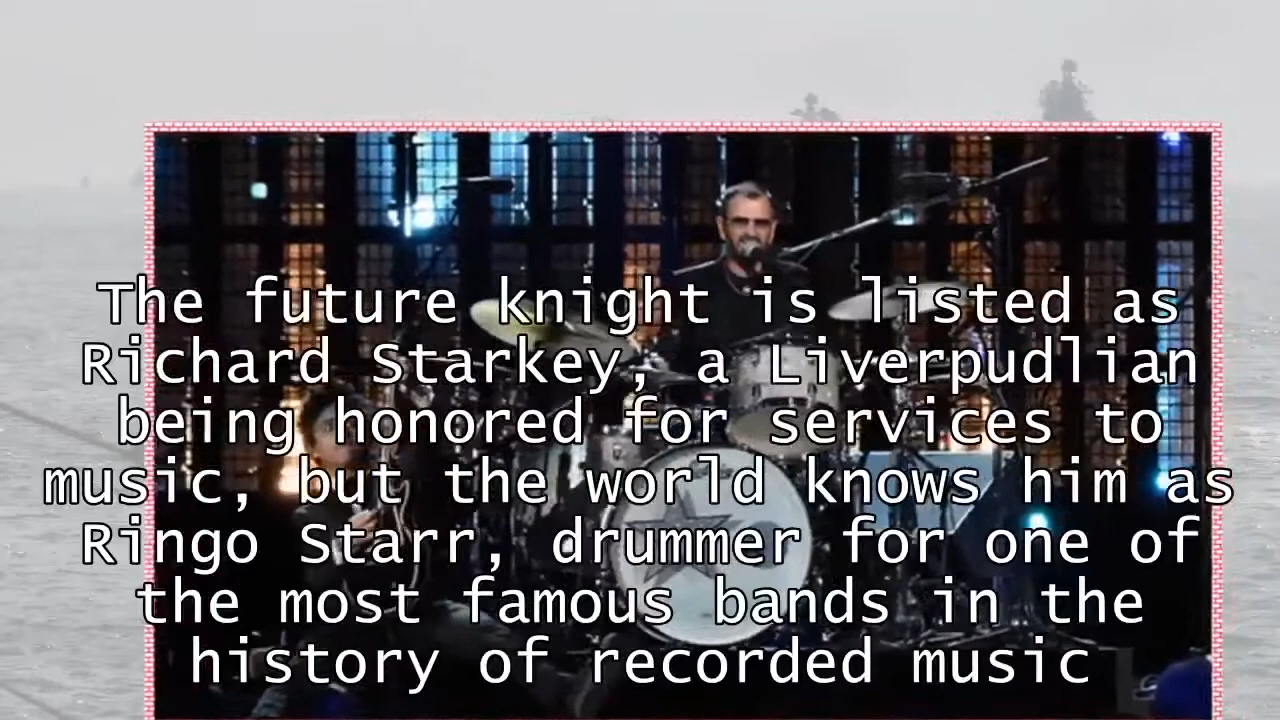 The future knight is listed as
Richard Starkey, a Liverpudlian
being honored for services to
music, but the world knows him as
Ringo Starr, drummer for one of
the most famous bands in the
history of recorded music